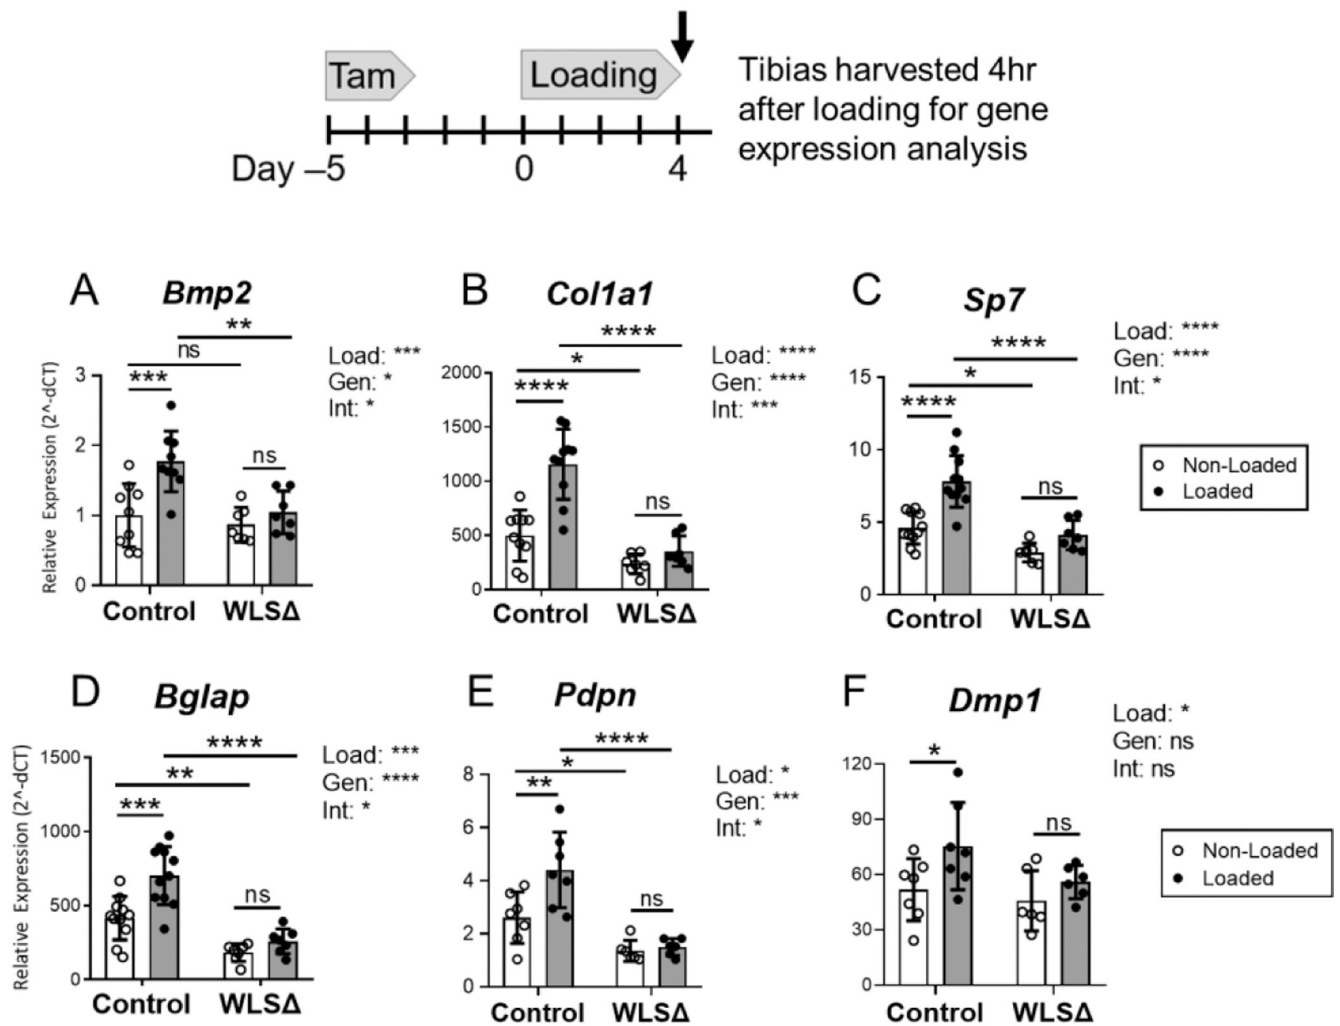 Tam
Loading
Tibias harvested 4hr
after loading for gene
expression analysis
Day –5
0
4
A
Bmp2
**
ns
***
ns
Load: ***
Gen: *
Int: *
Relative Expression (2^-dCT)
3
2
1
0
Control
WLSΔ
B
Col1a1
****
*
****
ns
Load: ****
Gen: ****
Int: ***
2000
1500
1000
500
0
Control
WLSΔ
C
Sp7
****
*
****
ns
Load: ****
Gen: ****
Int: *
15
10
5
0
Control
WLSΔ
Non-Loaded
Loaded
D
Bglap
****
**
***
ns
Load: ***
Gen: ****
Int: *
Relative Expression (2^-dCT)
1500
1000
500
0
Control
WLSΔ
E
Pdpn
****
*
**
ns
Load: *
Gen: ***
Int: *
8
6
4
2
0
Control
WLSΔ
F
Dmp1
*
ns
Load: *
Gen: ns
Int: ns
120
90
60
30
0
Control
WLSΔ
Non-Loaded
Loaded